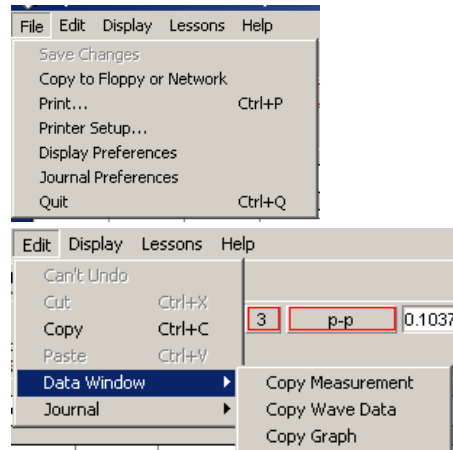 File Edit Display Lessons Help
Save Changes
Copy to Floppy or Network
Print... Ctrl+P
Printer Setup...
Display Preferences
Journal Preferences
Quit Ctrl+Q
Edit Display Lessons Help
Can't Undo
Cut Ctrl+X
Copy Ctrl+C
3 p-p 0.1037
Paste Ctrl+V
Data Window Copy Measurement
Journal Copy Wave Data
Copy Graph